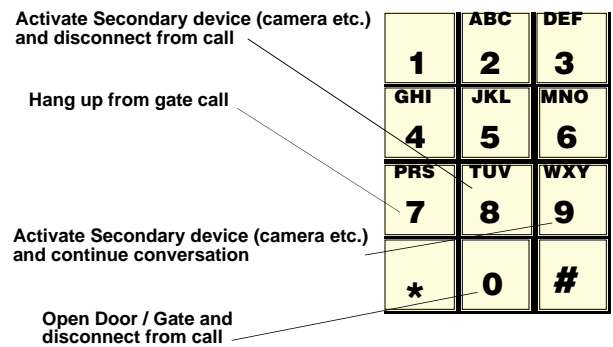 Activate Secondary device (camera etc.)
and disconnect from call
Hang up from gate call
Activate Secondary device (camera etc.)
and continue conversation
Open Door / Gate and
disconnect from call
ABC DEF
1 2 3
GHI JKL MNO
4 5 6
PRS TUV WXY
7 8 9
* 0 #